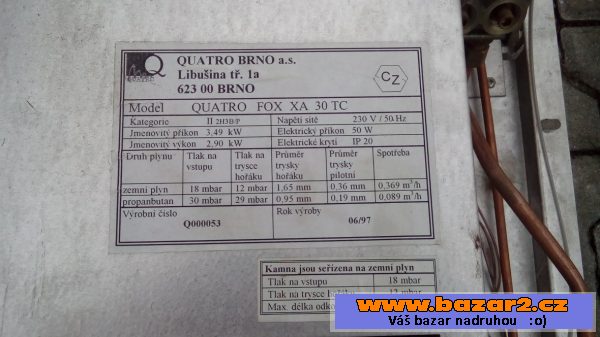 QUATRO BRNO a.s.
Libušina tř. 1a
623 00 BRNO
Q
CZ
Model QUATRO FOX XA 30 TC
Kategorie II 2H3B/P Napětí sítě 230 V / 50 Hz
Jmenovitý příkon 3,49 kW Elektrický příkon 50 W
Jmenovitý výkon 2,90 kW Elektrické krytí IP 20
Druh plynu Tlak na vstupu Tlak na trysce hořáku Průměr trysky hořáku Průměr trysky pilotní Spotřeba
zemní plyn 18 mbar 12 mbar 1,65 mm 0,36 mm 0,369 m³/h
propanbutan 30 mbar 29 mbar 0,95 mm 0,19 mm 0,089 m³/h
Výrobní číslo Q000053 Rok výroby 06/97
Kamna jsou seřízena na zemní plyn
Tlak na vstupu 18 mbar
Tlak na trysce hořáku 12 mbar
Max. délka
www.bazar2.cz
Váš bazar nadruhou :o)